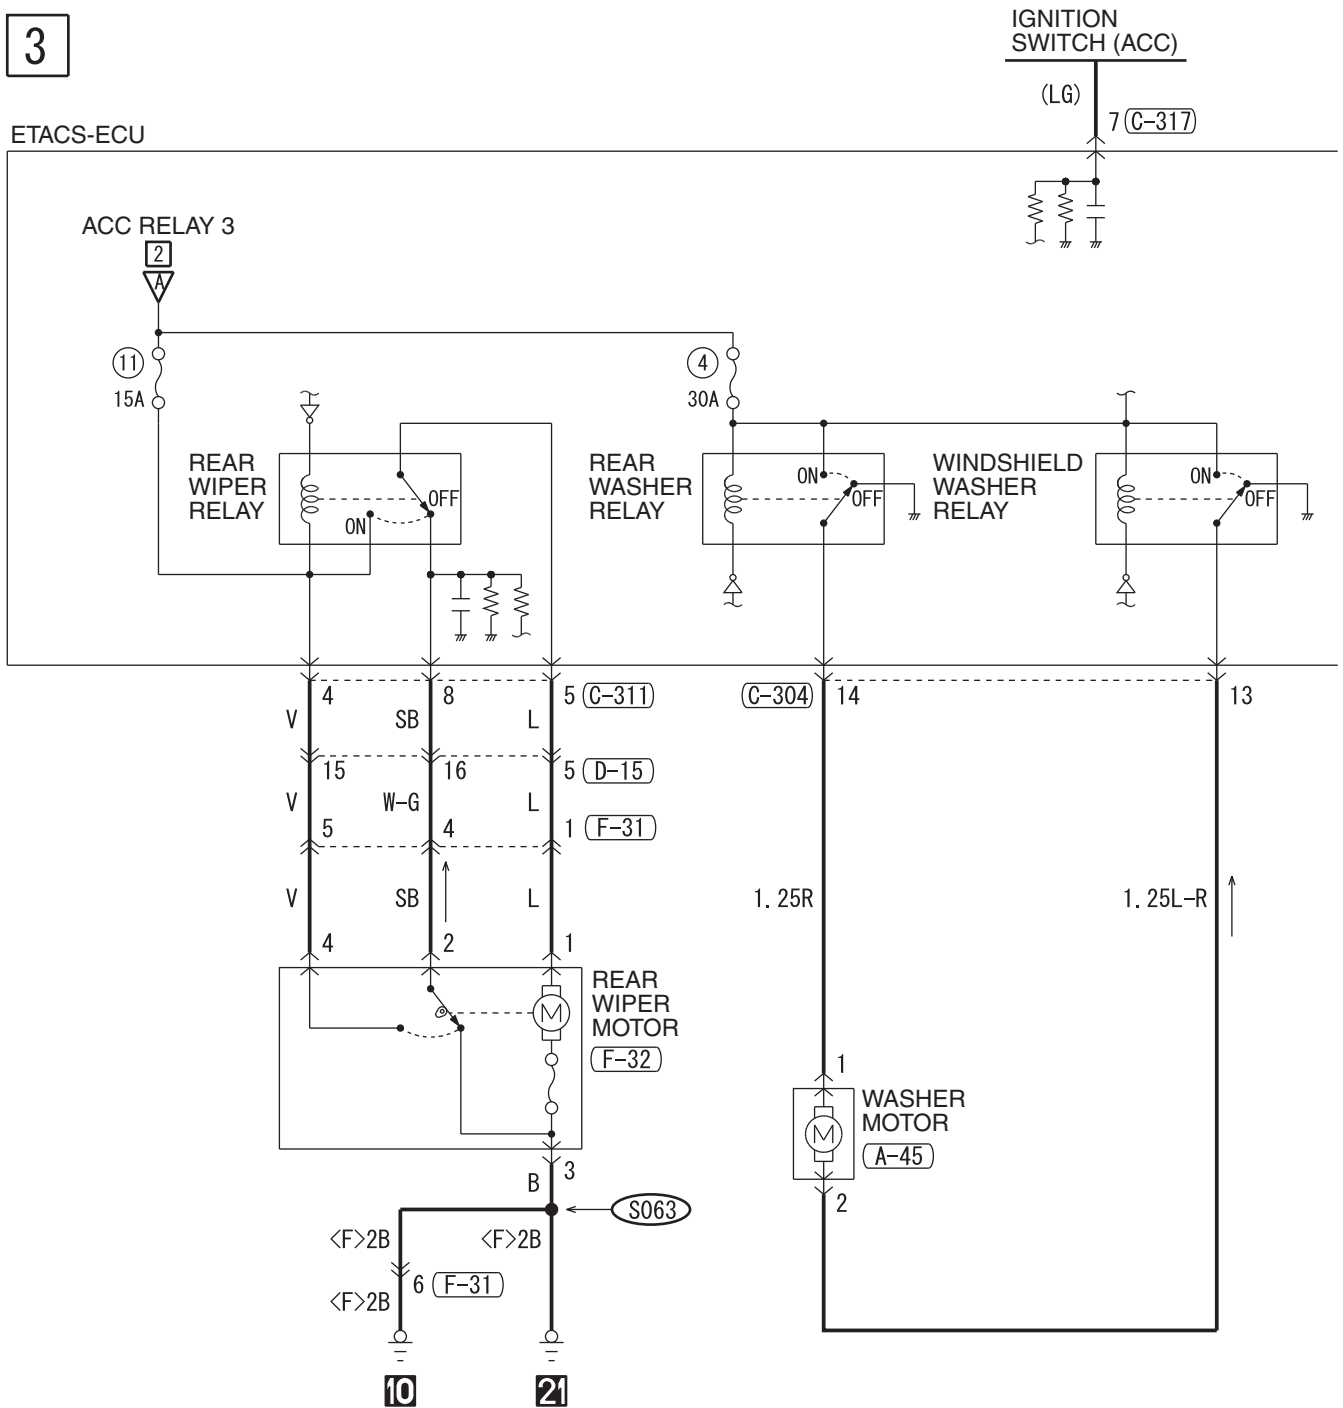 3
IGNITION
SWITCH (ACC)
(LG)
7 C-317
ETACS-ECU
ACC RELAY 3
2
A
11
15A
4
30A
REAR
WIPER
RELAY
OFF
ON
REAR
WASHER
RELAY
ON
OFF
WINDSHIELD
WASHER
RELAY
ON
OFF
4 8 5 C-311
C-304 14 13
V SB L
15 16 5 D-15
V W-G L
5 4 1 F-31
V SB L
1.25R 1.25L-R
4 2 1
REAR
WIPER
MOTOR
F-32
M
1
WASHER
MOTOR
A-45
M
2
3
B
S063
<F>2B <F>2B
6 F-31
<F>2B
10 21